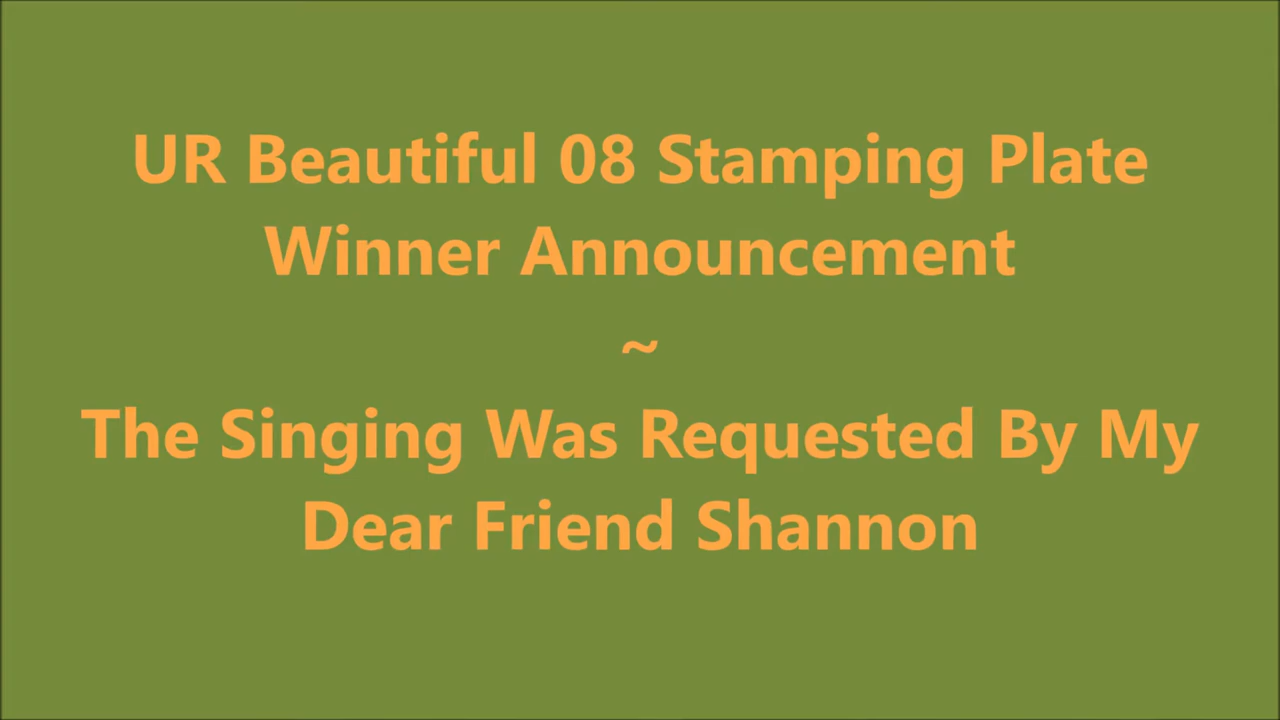 UR Beautiful 08 Stamping Plate
Winner Announcement
~
The Singing Was Requested By My
Dear Friend Shannon